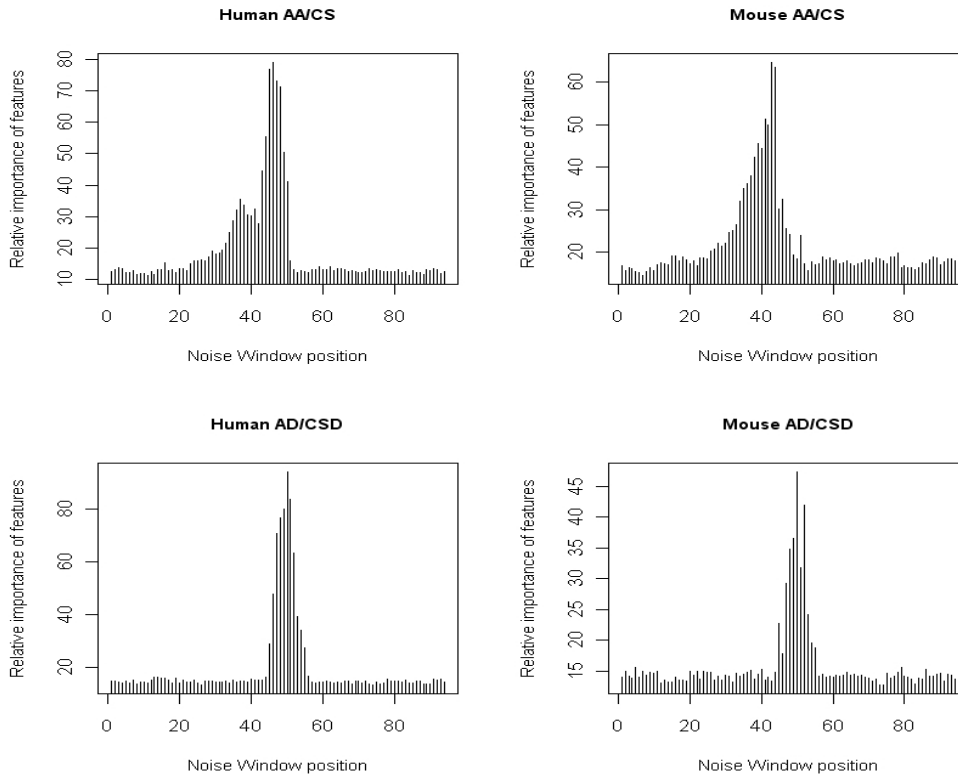 Human AA/CS
Relative importance of features
80
70
60
50
40
30
20
10
0 20 40 60 80
Noise Window position
Mouse AA/CS
Relative importance of features
60
50
40
30
20
0 20 40 60 80
Noise Window position
Human AD/CSD
Relative importance of features
80
60
40
20
0 20 40 60 80
Noise Window position
Mouse AD/CSD
Relative importance of features
45
40
35
30
25
20
15
0 20 40 60 80
Noise Window position